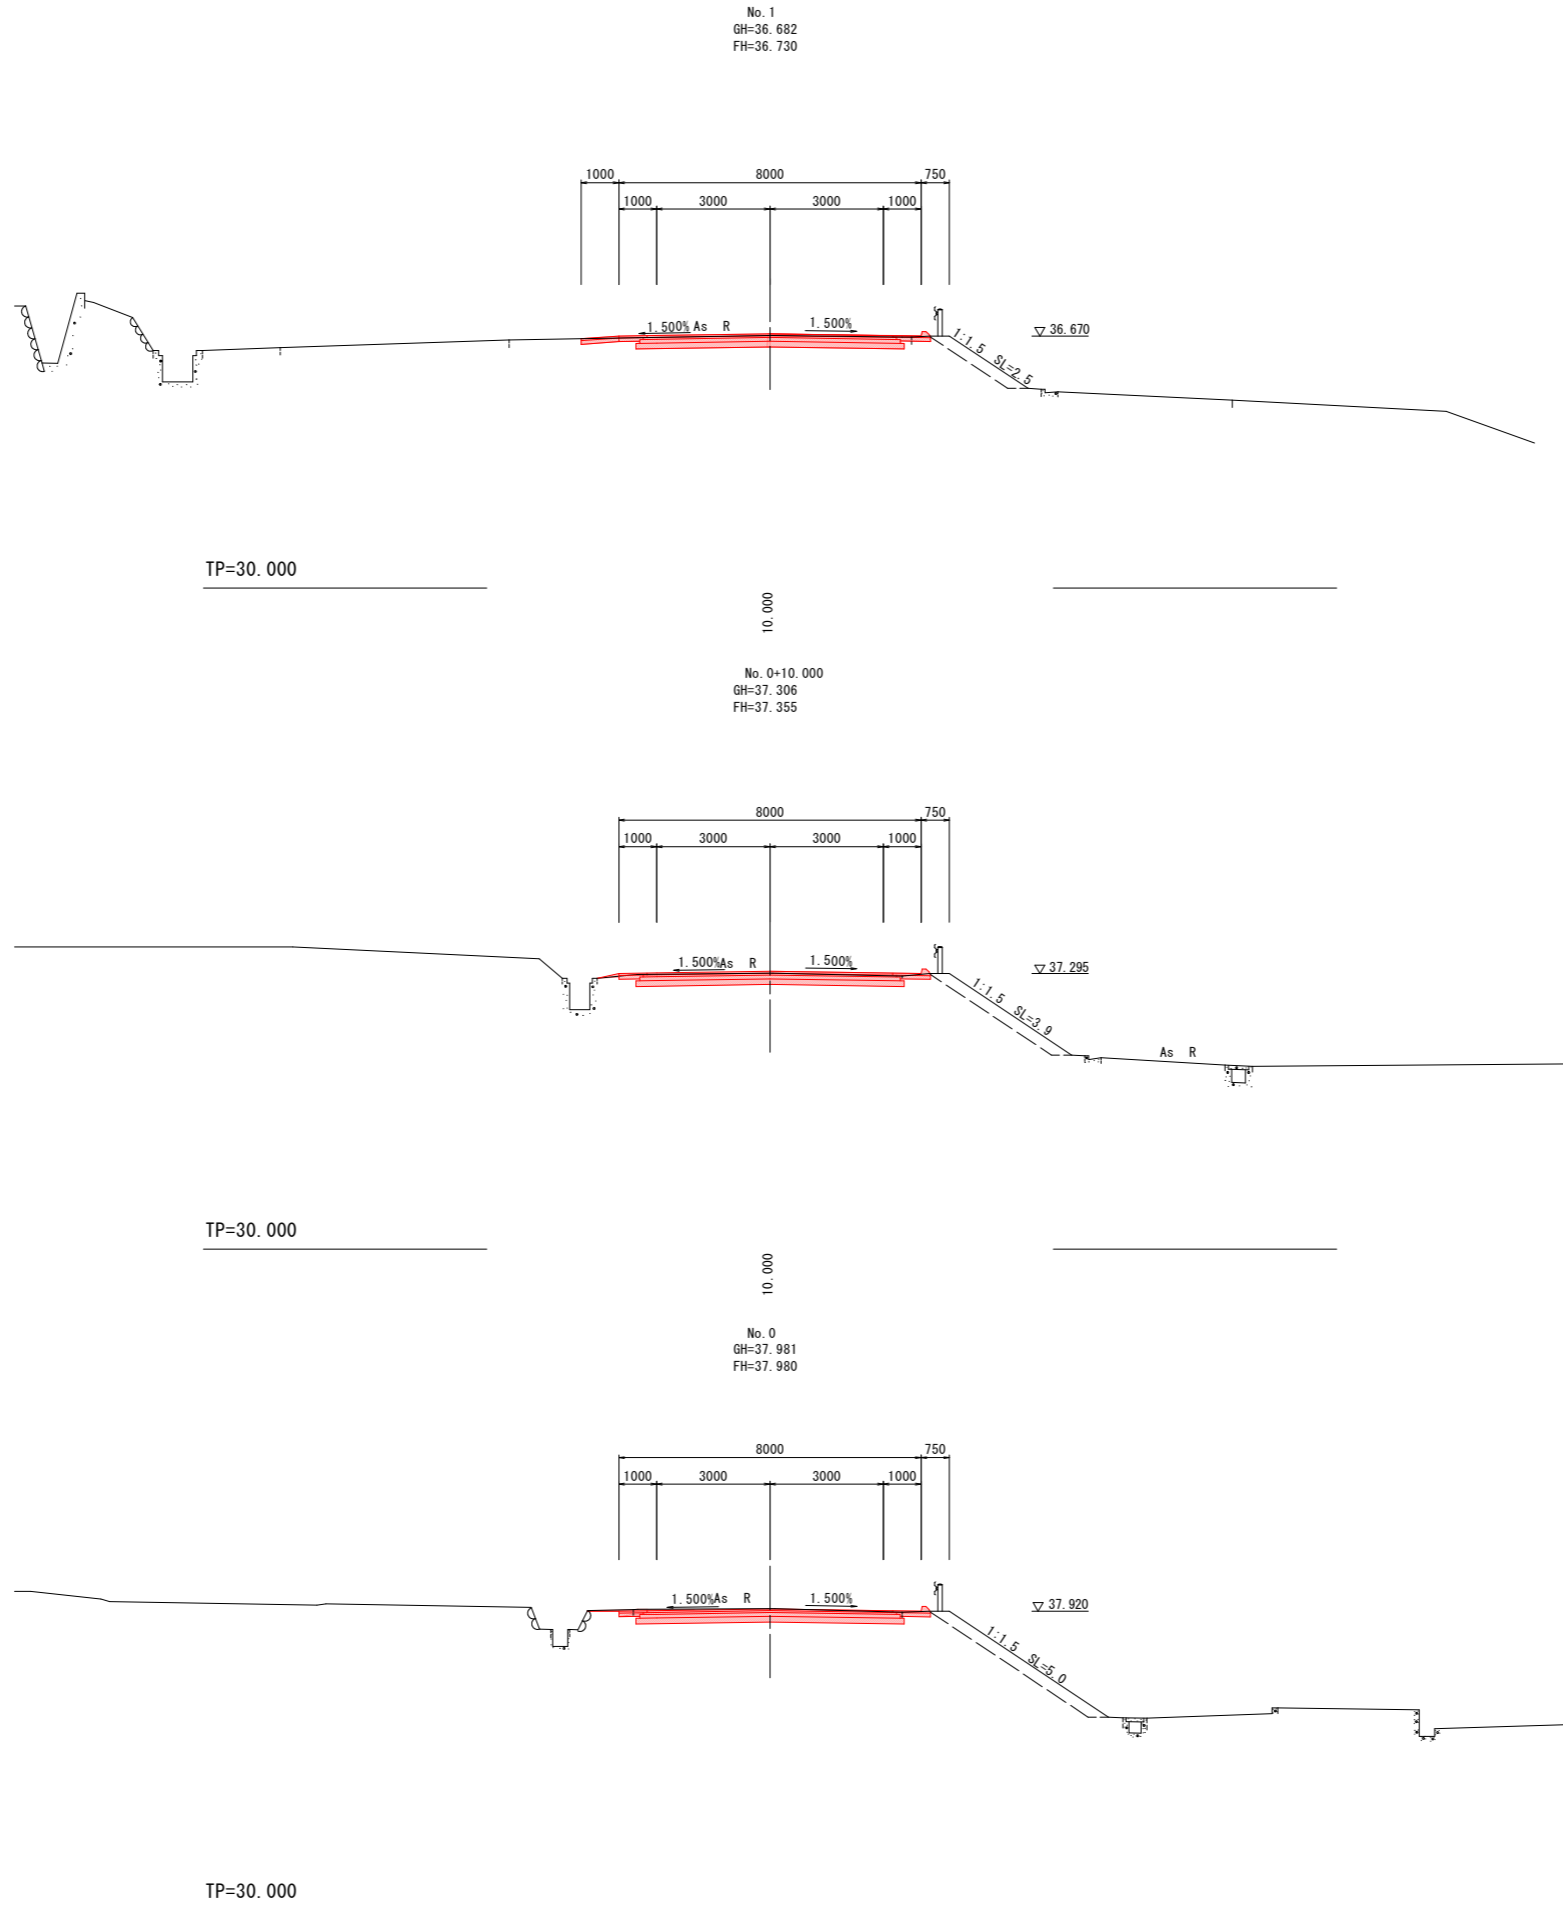 No.1
GH=36.682
FH=36.730
1000 8000 750
1000 3000 3000 1000
1.500% As R 1.500%
1:1.5 SL=2.5
▽ 36.670
TP=30.000
10.000
No.0+10.000
GH=37.306
FH=37.355
8000 750
1000 3000 3000 1000
1.500% As R 1.500%
1:1.5 SL=3.9
▽ 37.295
As R
TP=30.000
10.000
No.0
GH=37.981
FH=37.980
8000 750
1000 3000 3000 1000
1.500% As R 1.500%
1:1.5 SL=5.0
▽ 37.920
TP=30.000